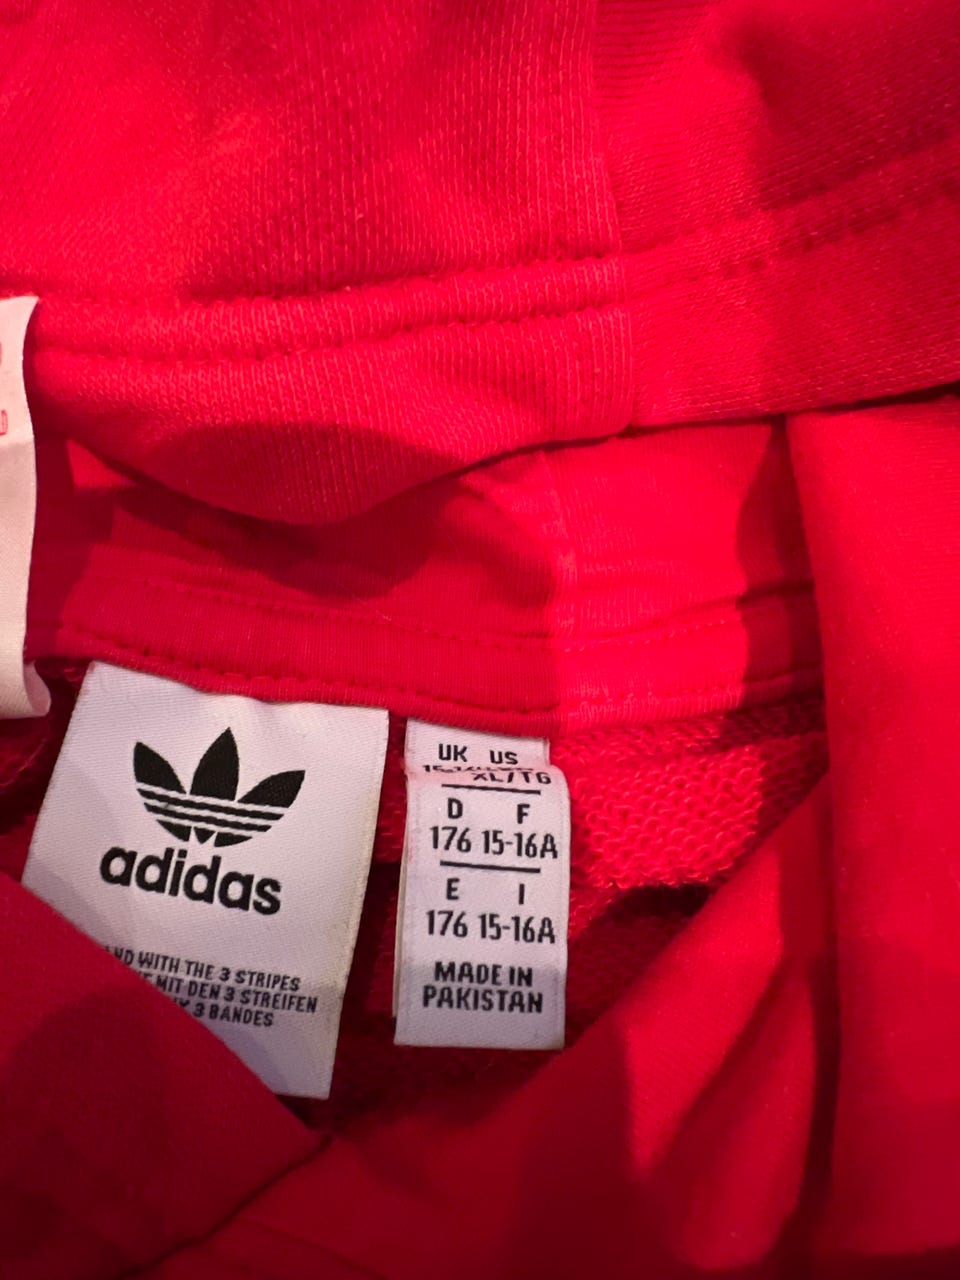 adidas
WITH THE 3 STRIPES
MIT DEN 3 STREIFEN
3 BANDES
UK US
XL/TG
D F
176 15-16A
E I
176 15-16A
MADE IN
PAKISTAN